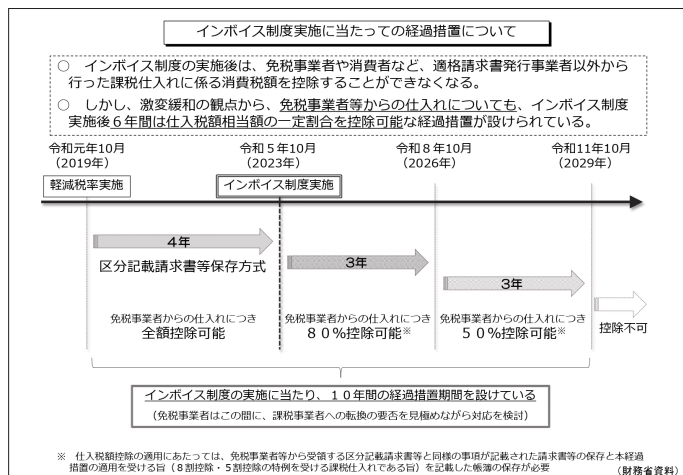 インボイス制度実施に当たっての経過措置について
○　インボイス制度の実施後は、免税事業者や消費者など、適格請求書発行事業者以外から
行った課税仕入れに係る消費税額を控除することができなくなる。
○　しかし、激変緩和の観点から、免税事業者等からの仕入れについても、インボイス制度
実施後６年間は仕入税額相当額の一定割合を控除可能な経過措置が設けられている。
令和元年10月
（2019年）
令和５年10月
（2023年）
令和８年10月
（2026年）
令和11年10月
（2029年）
軽減税率実施
インボイス制度実施
４年
区分記載請求書等保存方式
３年
３年
免税事業者からの仕入れにつき
全額控除可能
免税事業者からの仕入れにつき
８０％控除可能※
免税事業者からの仕入れにつき
５０％控除可能※
控除不可
インボイス制度の実施に当たり、１０年間の経過措置期間を設けている
（免税事業者はこの間に、課税事業者への転換の要否を見極めながら対応を検討）
※　仕入税額控除の適用にあたっては、免税事業者等から受領する区分記載請求書等と同様の事項が記載された請求書等の保存と本経過
措置の適用を受ける旨（８割控除・５割控除の特例を受ける課税仕入れである旨）を記載した帳簿の保存が必要
（財務省資料）